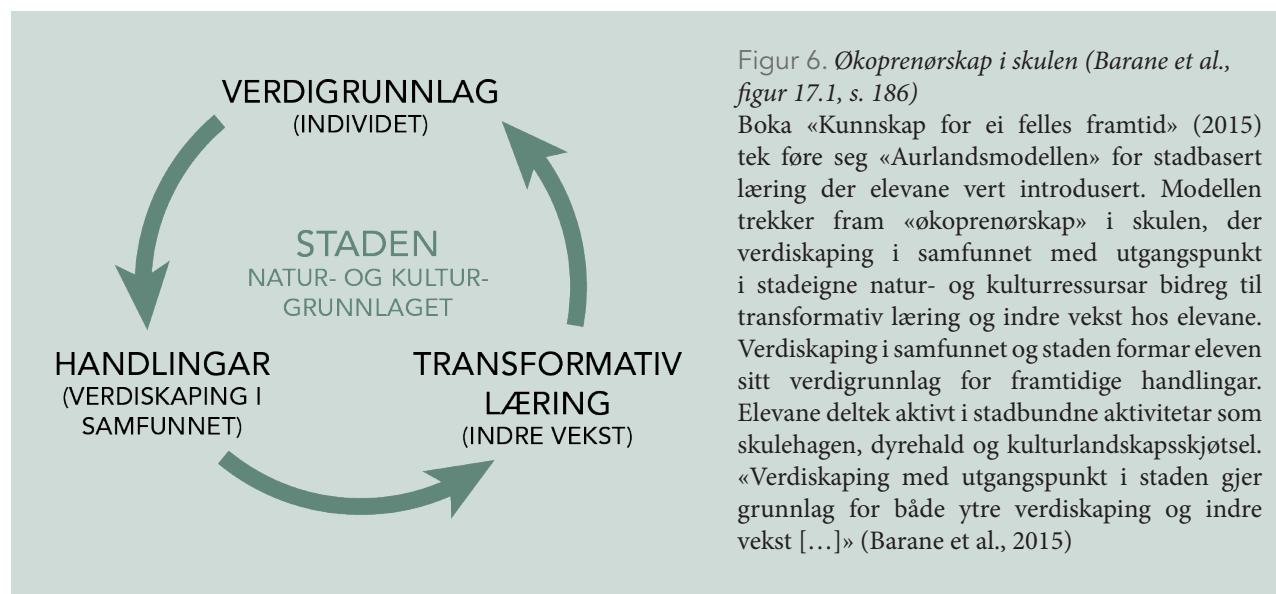 VERDIGRUNNLAG
(INDIVIDET)
STADEN
NATUR- OG KULTUR-
GRUNNLAGET
HANDLINGAR
(VERDISKAPING I
SAMFUNNET)
TRANSFORMATIV
LÆRING
(INDRE VEKST)
Figur 6. Økoprenørskap i skulen (Barane et al.,
figur 17.1, s. 186)
Boka «Kunnskap for ei felles framtid» (2015)
tek føre seg «Aurlandsmodellen» for stadbasert
læring der elevane vert introdusert. Modellen
trekker fram «økoprenørskap» i skulen, der
verdiskaping i samfunnet med utgangspunkt
i stadeigne natur- og kulturressursar bidreg til
transformativ læring og indre vekst hos elevane.
Verdiskaping i samfunnet og staden formar eleven
sitt verdigrunnlag for framtidige handlingar.
Elevane deltek aktivt i stadbundne aktivitetar som
skulehagen, dyrehald og kulturlandskapsskjøtsel.
«Verdiskaping med utgangspunkt i staden gjer
grunnlag for både ytre verdiskaping og indre
vekst […]» (Barane et al., 2015)